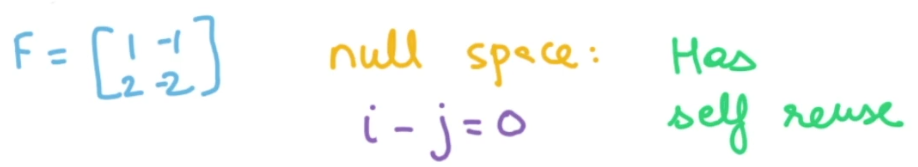 F = [1 -1
2 -2]
null space:
i - j = 0
Has
self reuse